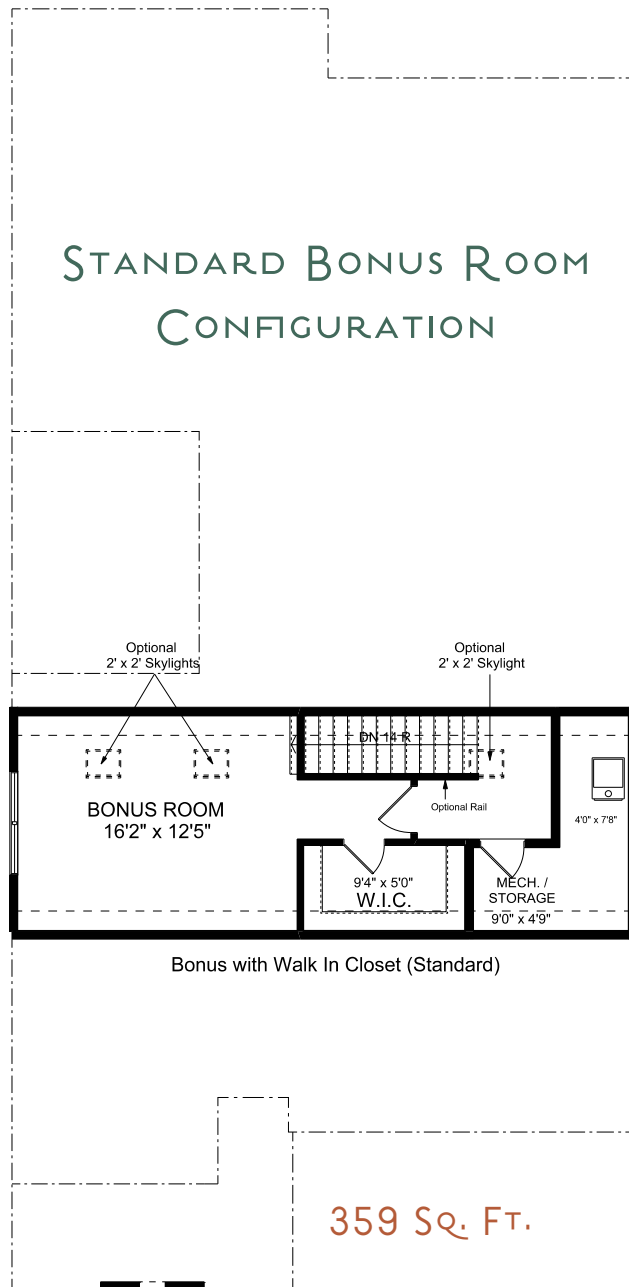 STANDARD BONUS ROOM
CONFIGURATION
Optional
2' x 2' Skylights
Optional
2' x 2' Skylight
DN 14 R
BONUS ROOM
16'2" x 12'5"
Optional Rail
4'0" x 7'8"
9'4" x 5'0"
W.I.C.
MECH. /
STORAGE
9'0" x 4'9"
Bonus with Walk In Closet (Standard)
359 SQ. FT.